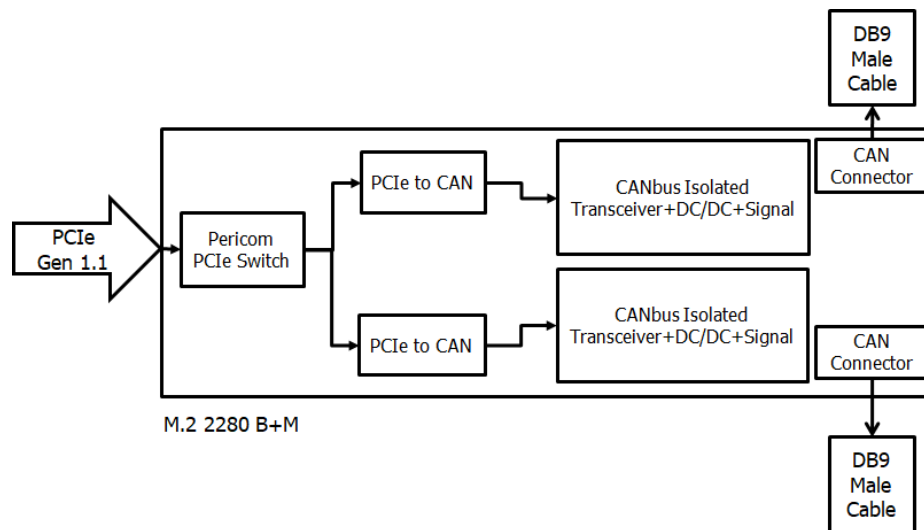 DB9
Male
Cable
PCIe to CAN
CANbus Isolated
Transceiver+DC/DC+Signal
CAN
Connector
PCIe
Gen 1.1
Pericom
PCIe Switch
PCIe to CAN
CANbus Isolated
Transceiver+DC/DC+Signal
CAN
Connector
M.2 2280 B+M
DB9
Male
Cable